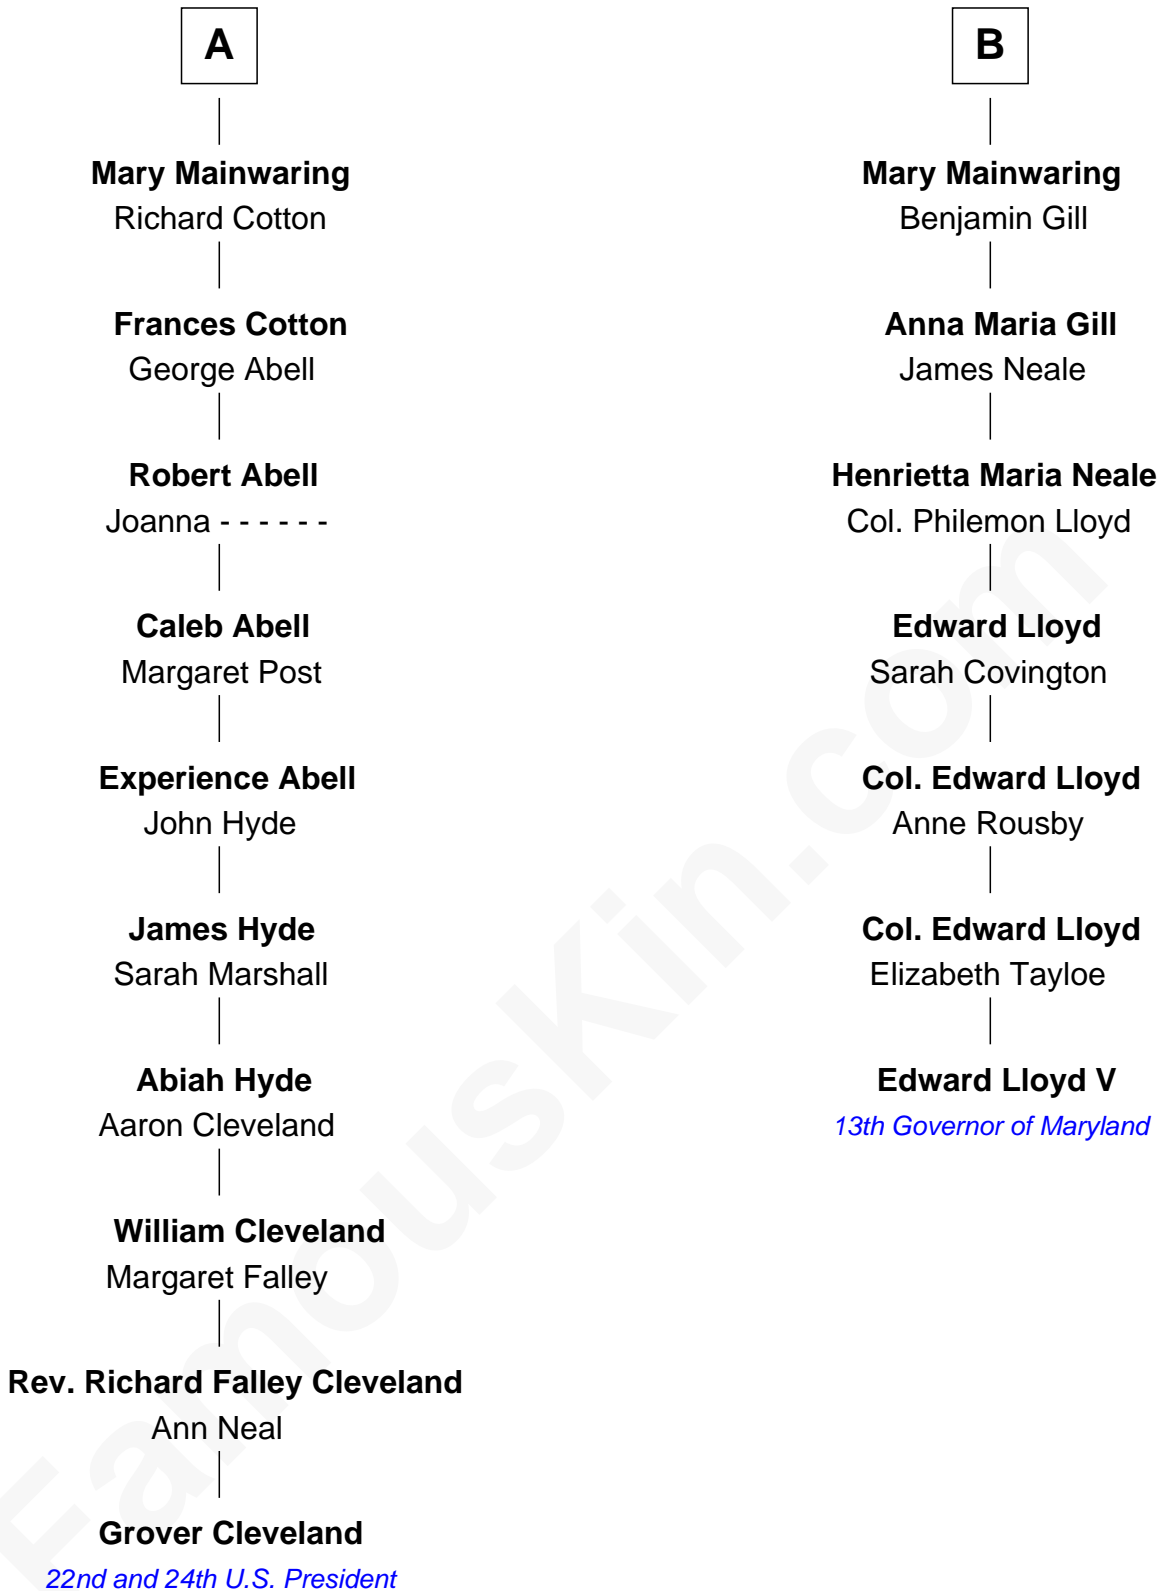 A
Mary Mainwaring
Richard Cotton
Frances Cotton
George Abell
Robert Abell
Joanna - - - - - -
Caleb Abell
Margaret Post
Experience Abell
John Hyde
James Hyde
Sarah Marshall
Abiah Hyde
Aaron Cleveland
William Cleveland
Margaret Falley
Rev. Richard Falley Cleveland
Ann Neal
Grover Cleveland
22nd and 24th U.S. President
B
Mary Mainwaring
Benjamin Gill
Anna Maria Gill
James Neale
Henrietta Maria Neale
Col. Philemon Lloyd
Edward Lloyd
Sarah Covington
Col. Edward Lloyd
Anne Rousby
Col. Edward Lloyd
Elizabeth Tayloe
Edward Lloyd V
13th Governor of Maryland
FamousKin.com